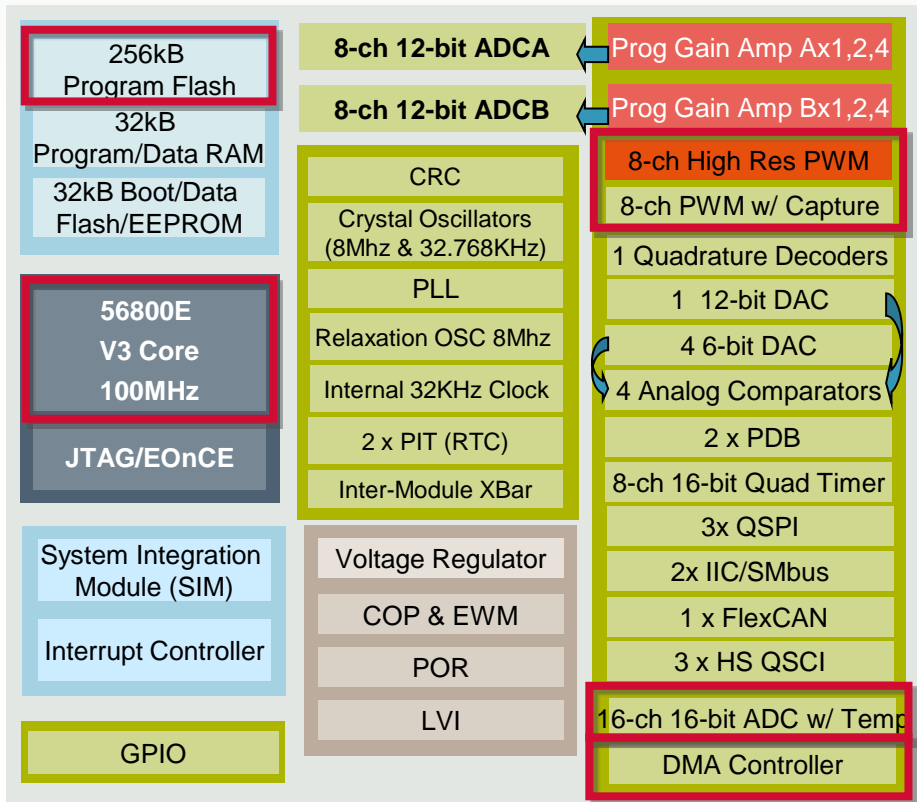 256kB
Program Flash
32kB
Program/Data RAM
32kB Boot/Data
Flash/EEPROM
56800E
V3 Core
100MHz
JTAG/EOnCE
System Integration
Module (SIM)
Interrupt Controller
GPIO
8-ch 12-bit ADCA
8-ch 12-bit ADCB
CRC
Crystal Oscillators
(8Mhz & 32.768KHz)
PLL
Relaxation OSC 8Mhz
Internal 32KHz Clock
2 x PIT (RTC)
Inter-Module XBar
Voltage Regulator
COP & EWM
POR
LVI
Prog Gain Amp Ax1,2,4
Prog Gain Amp Bx1,2,4
8-ch High Res PWM
8-ch PWM w/ Capture
1 Quadrature Decoders
1 12-bit DAC
4 6-bit DAC
4 Analog Comparators
2 x PDB
8-ch 16-bit Quad Timer
3x QSPI
2x IIC/SMbus
1 x FlexCAN
3 x HS QSCI
16-ch 16-bit ADC w/ Temp
DMA Controller